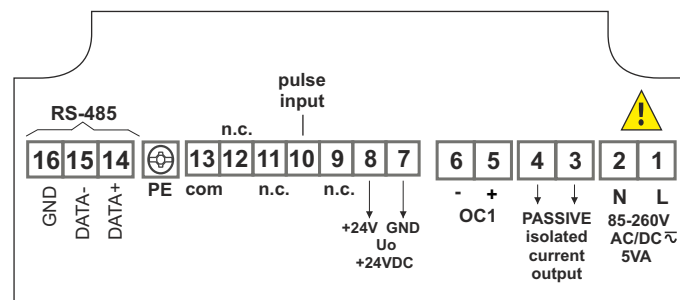 pulse
input
RS-485
n.c.
16 15 14 13 12 11 10 9 8 7 6 5 4 3 2 1
PE com n.c. n.c. - + N L
GND DATA- DATA+
OC1
+24V GND
Uo
+24VDC
PASSIVE
isolated
current
output
85-260V
AC/DC
5VA